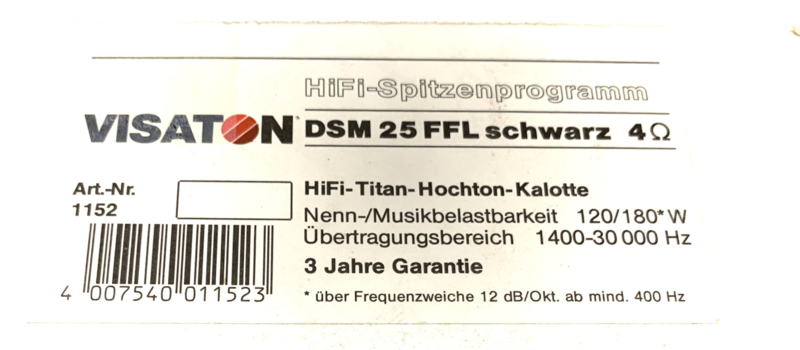 HiFi-Spitzenprogramm
VISATON
DSM 25 FFL schwarz 4Ω
Art.-Nr.
1152
HiFi-Titan-Hochton-Kalotte
Nenn-/Musikbelastbarkeit 120/180* W
Übertragungsbereich 1400-30 000 Hz
3 Jahre Garantie
* über Frequenzweiche 12 dB/Okt. ab mind. 400 Hz
4 007540 011523